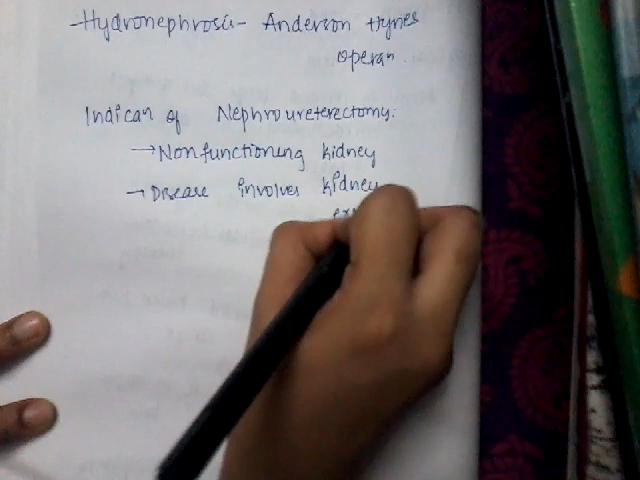 -Hydronephrosis- Anderson Hynes
operan.
Indican of Nephroureterectomy:
→Nonfunctioning kidney
→Disease involves kidney